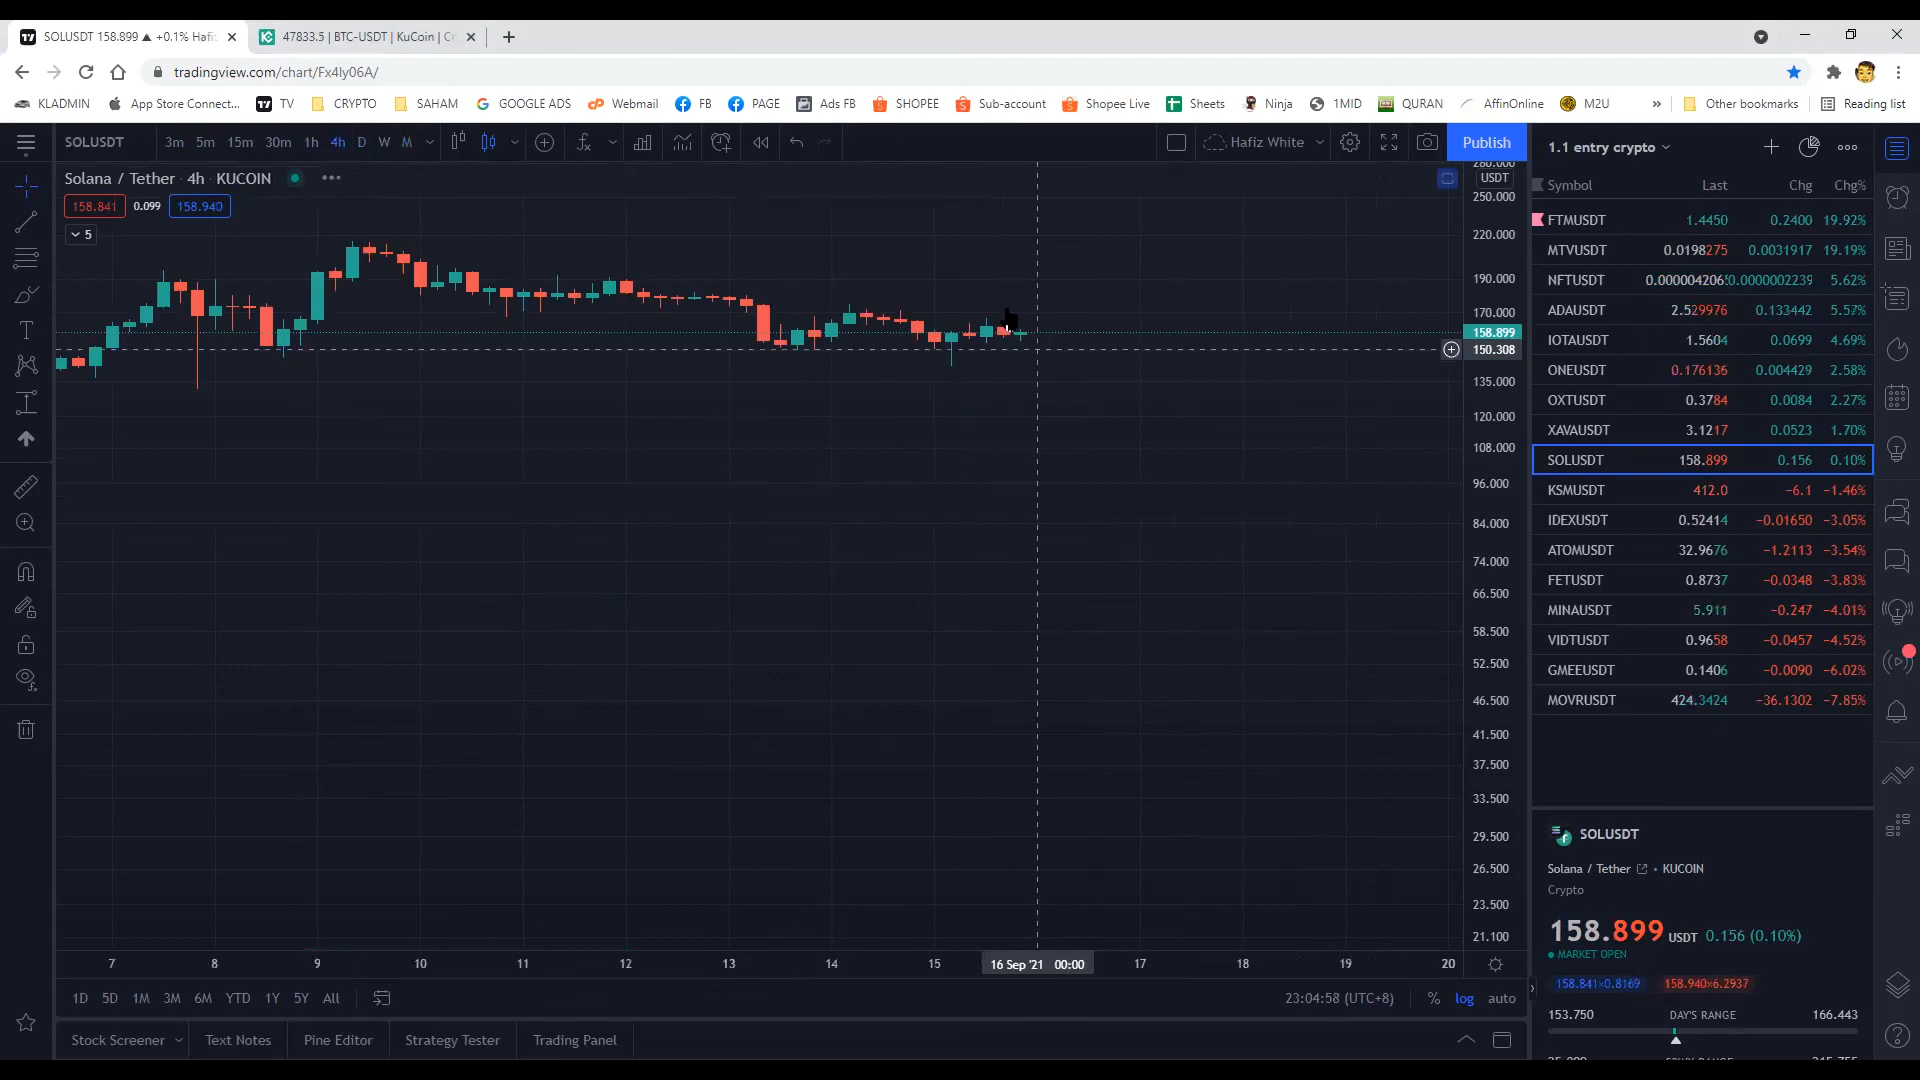 SOLUSDT 158.899 ▲ +0.1% Hafi
47833.5 | BTC-USDT | KuCoin | Cr
tradingview.com/chart/Fx4ly06A/
KLADMIN App Store Connect... TV CRYPTO SAHAM GOOGLE ADS Webmail FB PAGE Ads FB SHOPEE Sub-account Shopee Live Sheets Ninja 1MID QURAN AffinOnline M2U » Other bookmarks Reading list
SOLUSDT 3m 5m 15m 30m 1h 4h D W M Hafiz White Publish
Solana / Tether · 4h · KUCOIN
158.841 0.099 158.940
5
280.000
USDT
250.000
220.000
190.000
170.000
158.899
150.308
135.000
120.000
108.000
96.000
84.000
74.000
66.500
58.500
52.500
46.500
41.500
37.500
33.500
29.500
26.500
23.500
21.100
7 8 9 10 11 12 13 14 15 16 Sep '21 00:00 17 18 19 20
1D 5D 1M 3M 6M YTD 1Y 5Y All 23:04:58 (UTC+8) % log auto
Stock Screener Text Notes Pine Editor Strategy Tester Trading Panel
1.1 entry crypto
Symbol Last Chg Chg%
FTMUSDT 1.4450 0.2400 19.92%
MTVUSDT 0.0198275 0.0031917 19.19%
NFTUSDT 0.000004206 0.0000002239 5.62%
ADAUSDT 2.529976 0.133442 5.57%
IOTAUSDT 1.5604 0.0699 4.69%
ONEUSDT 0.176136 0.004429 2.58%
OXTUSDT 0.3784 0.0084 2.27%
XAVAUSDT 3.1217 0.0523 1.70%
SOLUSDT 158.899 0.156 0.10%
KSMUSDT 412.0 −6.1 −1.46%
IDEXUSDT 0.52414 −0.01650 −3.05%
ATOMUSDT 32.9676 −1.2113 −3.54%
FETUSDT 0.8737 −0.0348 −3.83%
MINAUSDT 5.911 −0.247 −4.01%
VIDTUSDT 0.9658 −0.0457 −4.52%
GMEEUSDT 0.1406 −0.0090 −6.02%
MOVRUSDT 424.3424 −36.1302 −7.85%
SOLUSDT
Solana / Tether • KUCOIN
Crypto
158.899 USDT 0.156 (0.10%)
MARKET OPEN
158.841×0.8169 158.940×6.2937
153.750 DAY'S RANGE 166.443